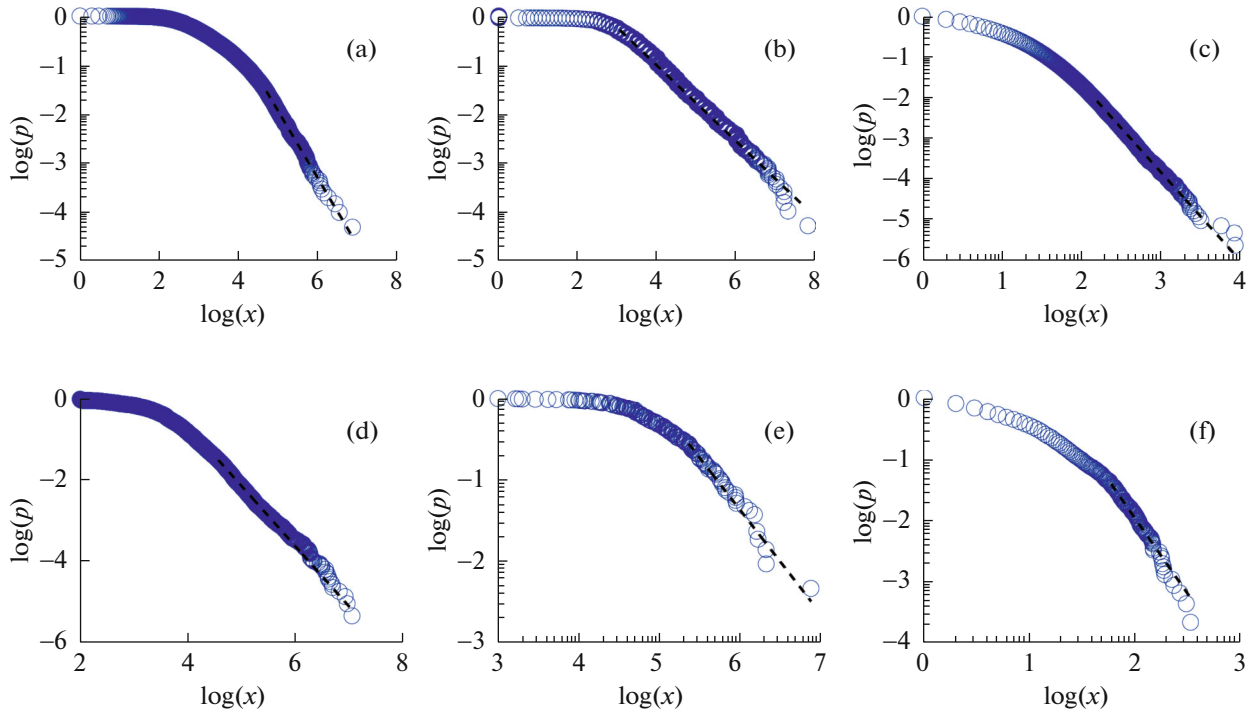 (a)
log(p)
0
−1
−2
−3
−4
−5
0 2 4 6 8
log(x)
(b)
log(p)
0
−1
−2
−3
−4
−5
0 2 4 6 8
log(x)
(c)
log(p)
0
−1
−2
−3
−4
−5
−6
0 1 2 3 4
log(x)
(d)
log(p)
0
−2
−4
−6
2 4 6 8
log(x)
(e)
log(p)
0
−1
−2
−3
3 4 5 6 7
log(x)
(f)
log(p)
0
−1
−2
−3
−4
0 1 2 3
log(x)